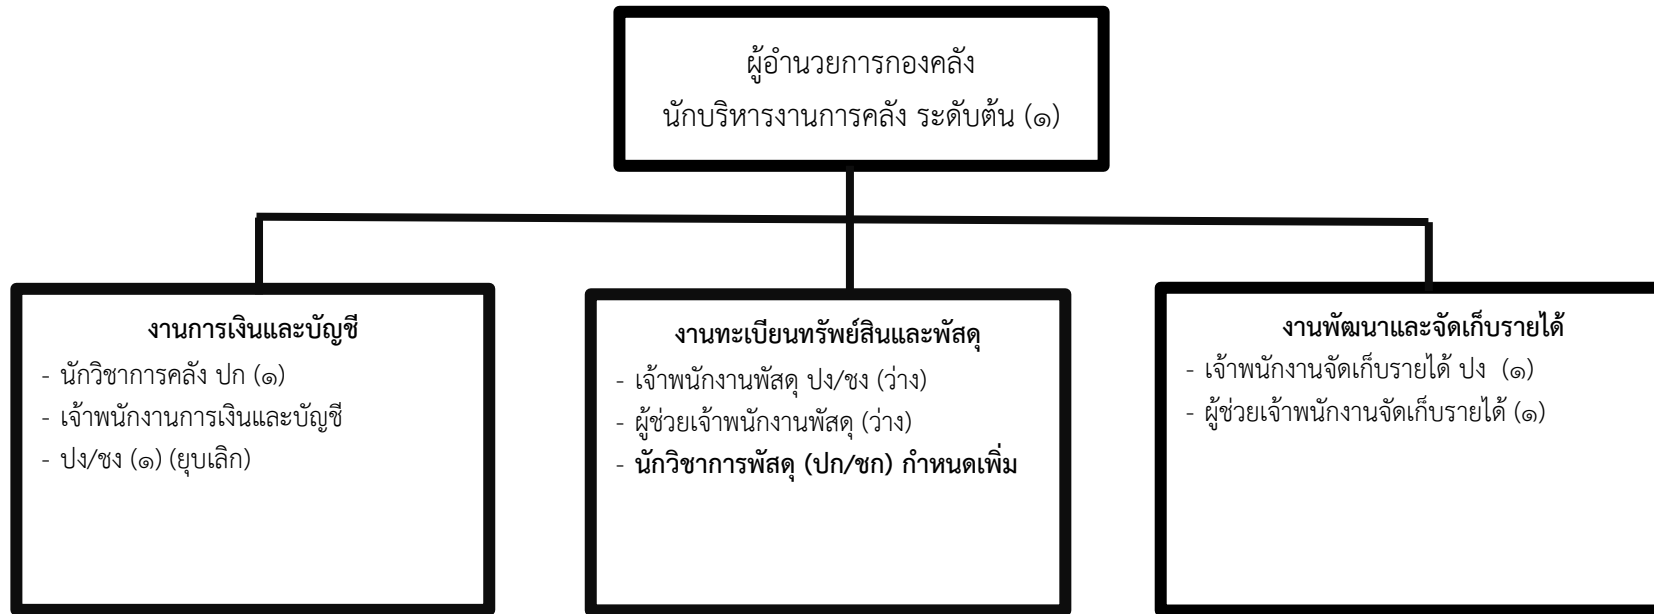 ผู้อำนวยการกองคลัง
นักบริหารงานการคลัง ระดับต้น (๑)
งานการเงินและบัญชี
- นักวิชาการคลัง ปก (๑)
- เจ้าพนักงานการเงินและบัญชี
- ปง/ชง (๑) (ยุบเลิก)
งานทะเบียนทรัพย์สินและพัสดุ
- เจ้าพนักงานพัสดุ ปง/ชง (ว่าง)
- ผู้ช่วยเจ้าพนักงานพัสดุ (ว่าง)
- นักวิชาการพัสดุ (ปก/ชก) กำหนดเพิ่ม
งานพัฒนาและจัดเก็บรายได้
- เจ้าพนักงานจัดเก็บรายได้ ปง (๑)
- ผู้ช่วยเจ้าพนักงานจัดเก็บรายได้ (๑)